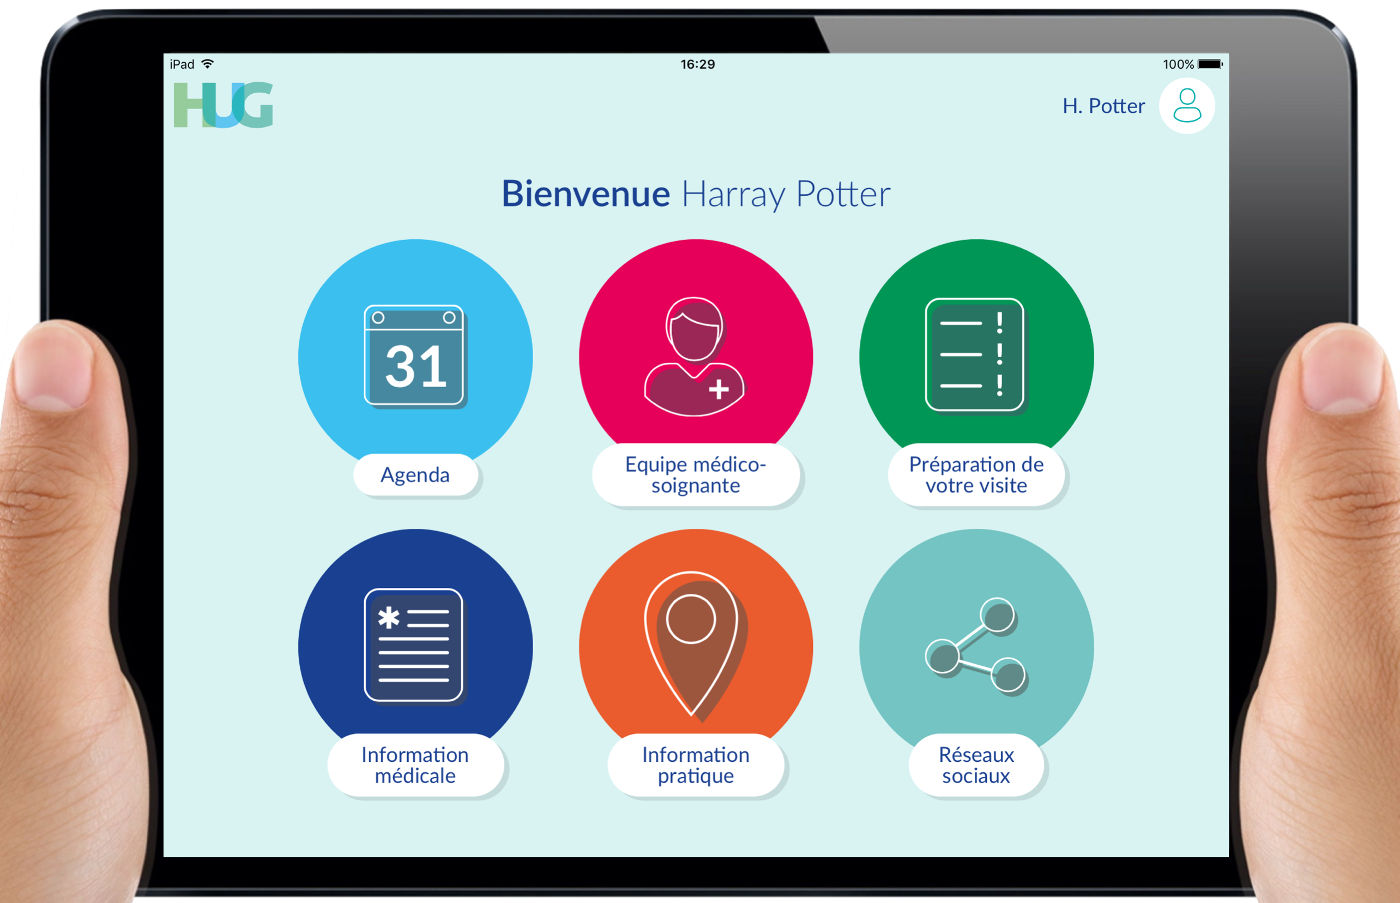 iPad 16:29 100%
HUG
H. Potter
Bienvenue Harray Potter
31
Agenda
Equipe médico-
soignante
! 
!
!
Préparation de
votre visite
*
Information
médicale
Information
pratique
Réseaux
sociaux